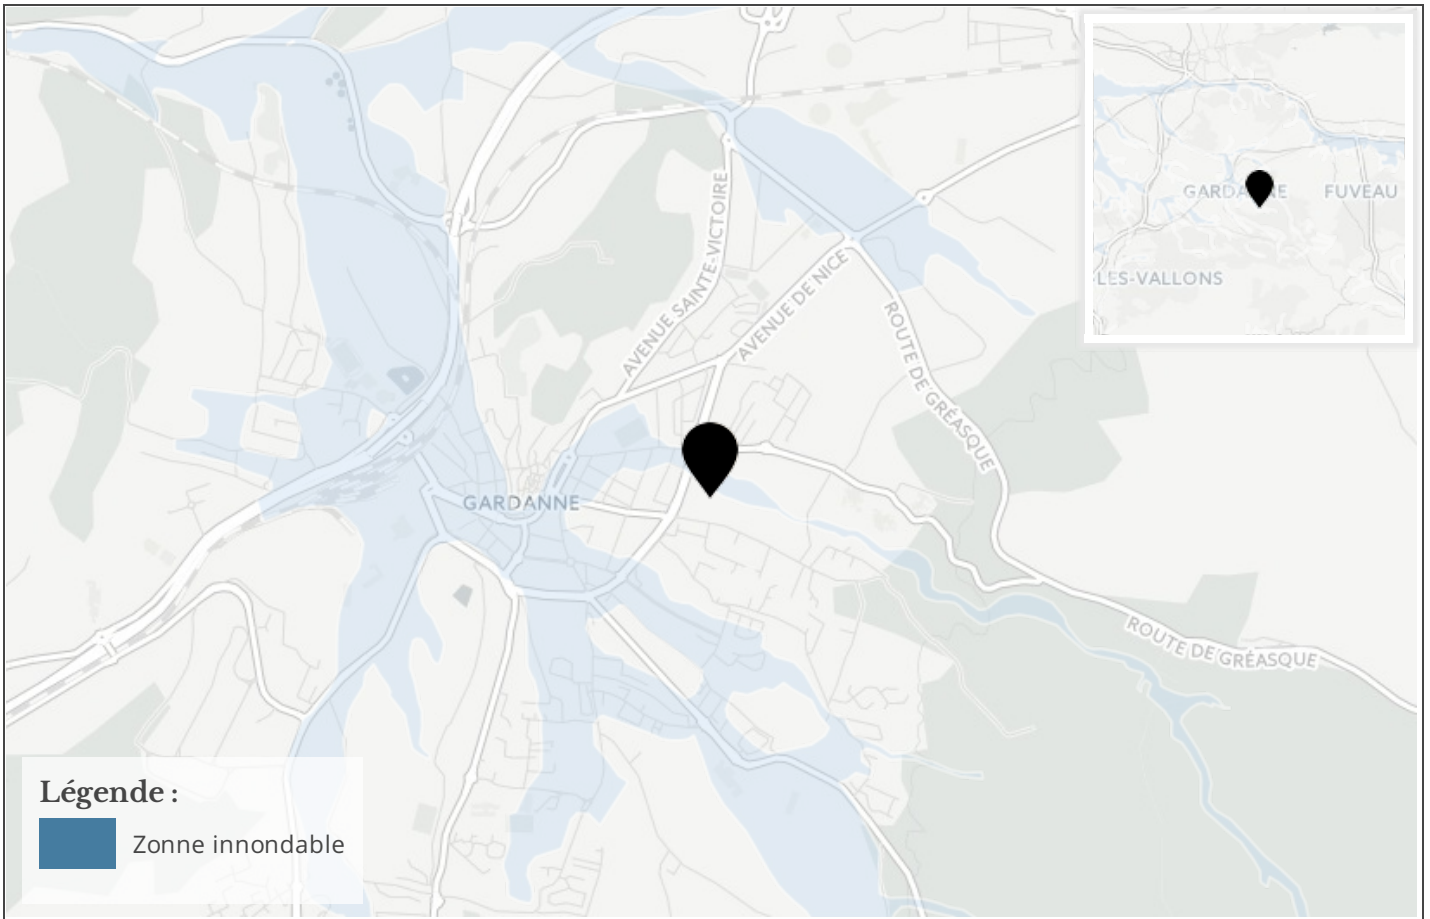 GARDANNE
FUVEAU
-LES-VALLONS
AVENUE SAINTE-VICTOIRE
AVENUE DE NICE
ROUTE DE GRÉASQUE
GARDANNE
ROUTE DE GRÉASQUE
Légende :
Zonne innondable